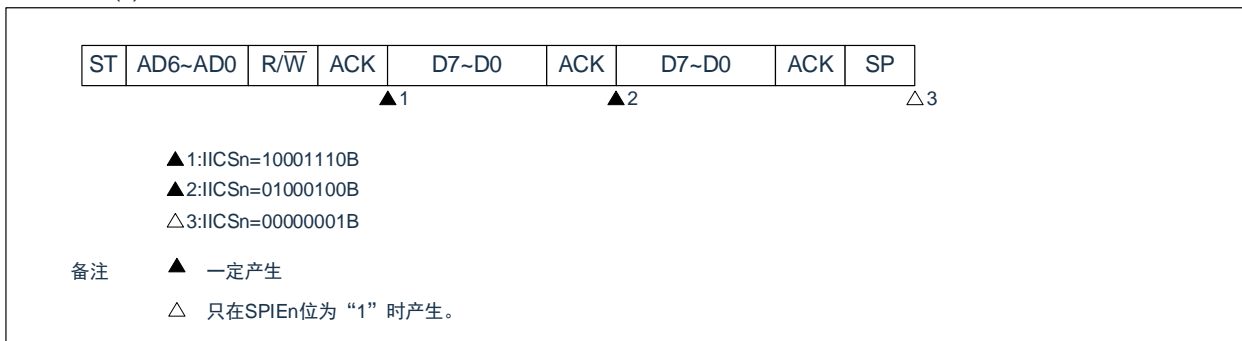 ST AD6~AD0 R/W̅ ACK D7~D0 ACK D7~D0 ACK SP
▲1 ▲2 △3
▲1:IICSn=10001110B
▲2:IICSn=01000100B
△3:IICSn=00000001B
备注 ▲ 一定产生
△ 只在SPIEn位为“1”时产生。